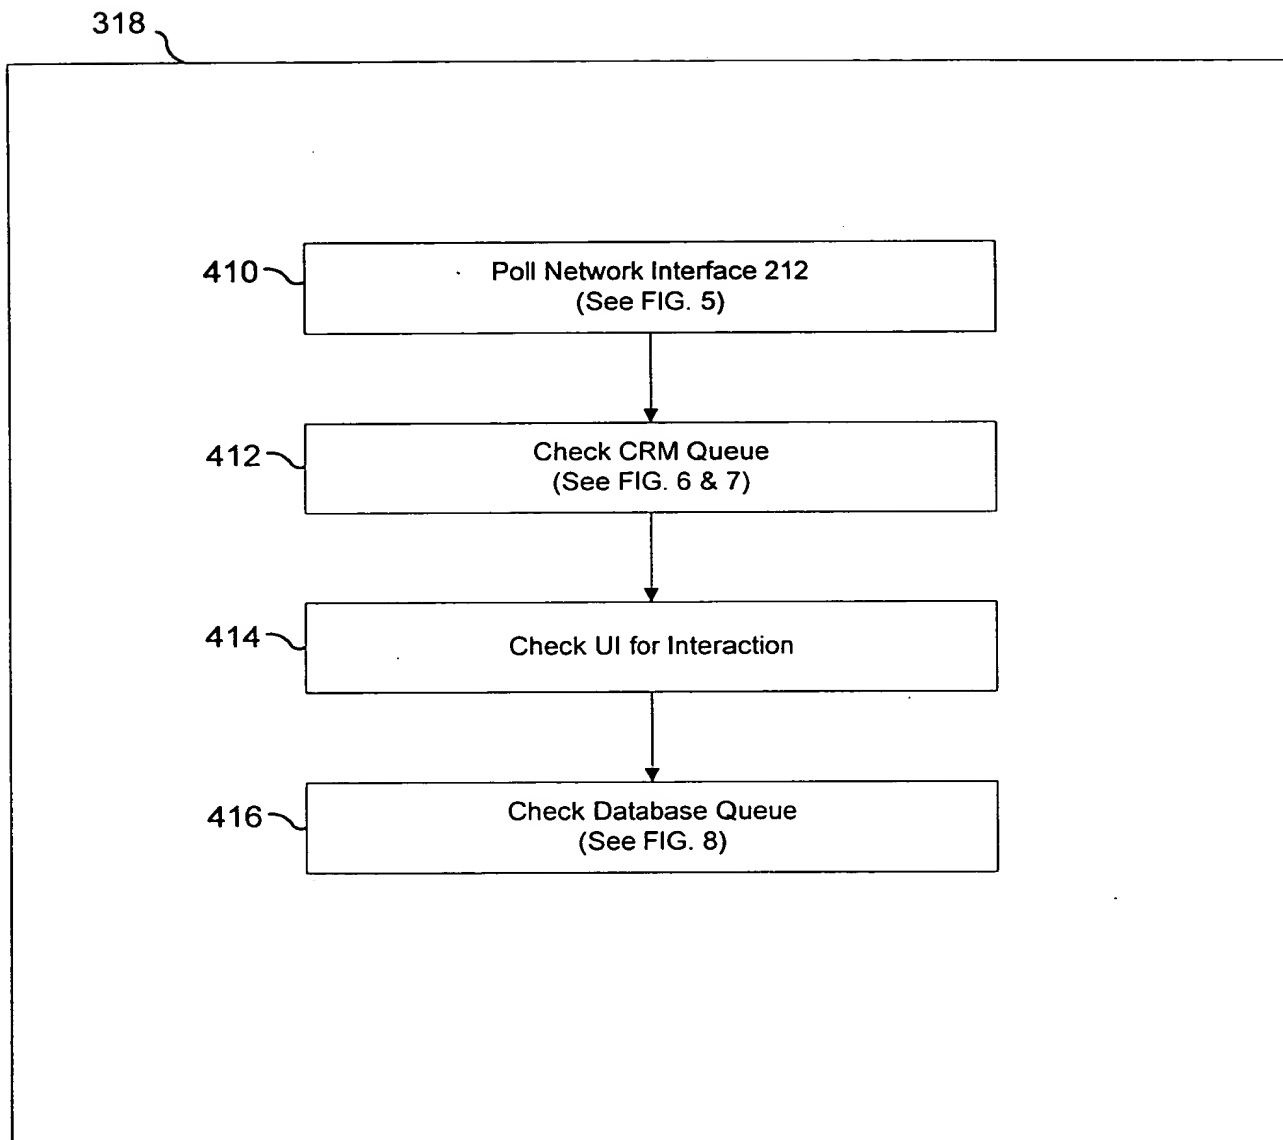 318
410
Poll Network Interface 212
(See FIG. 5)
412
Check CRM Queue
(See FIG. 6 & 7)
414
Check UI for Interaction
416
Check Database Queue
(See FIG. 8)